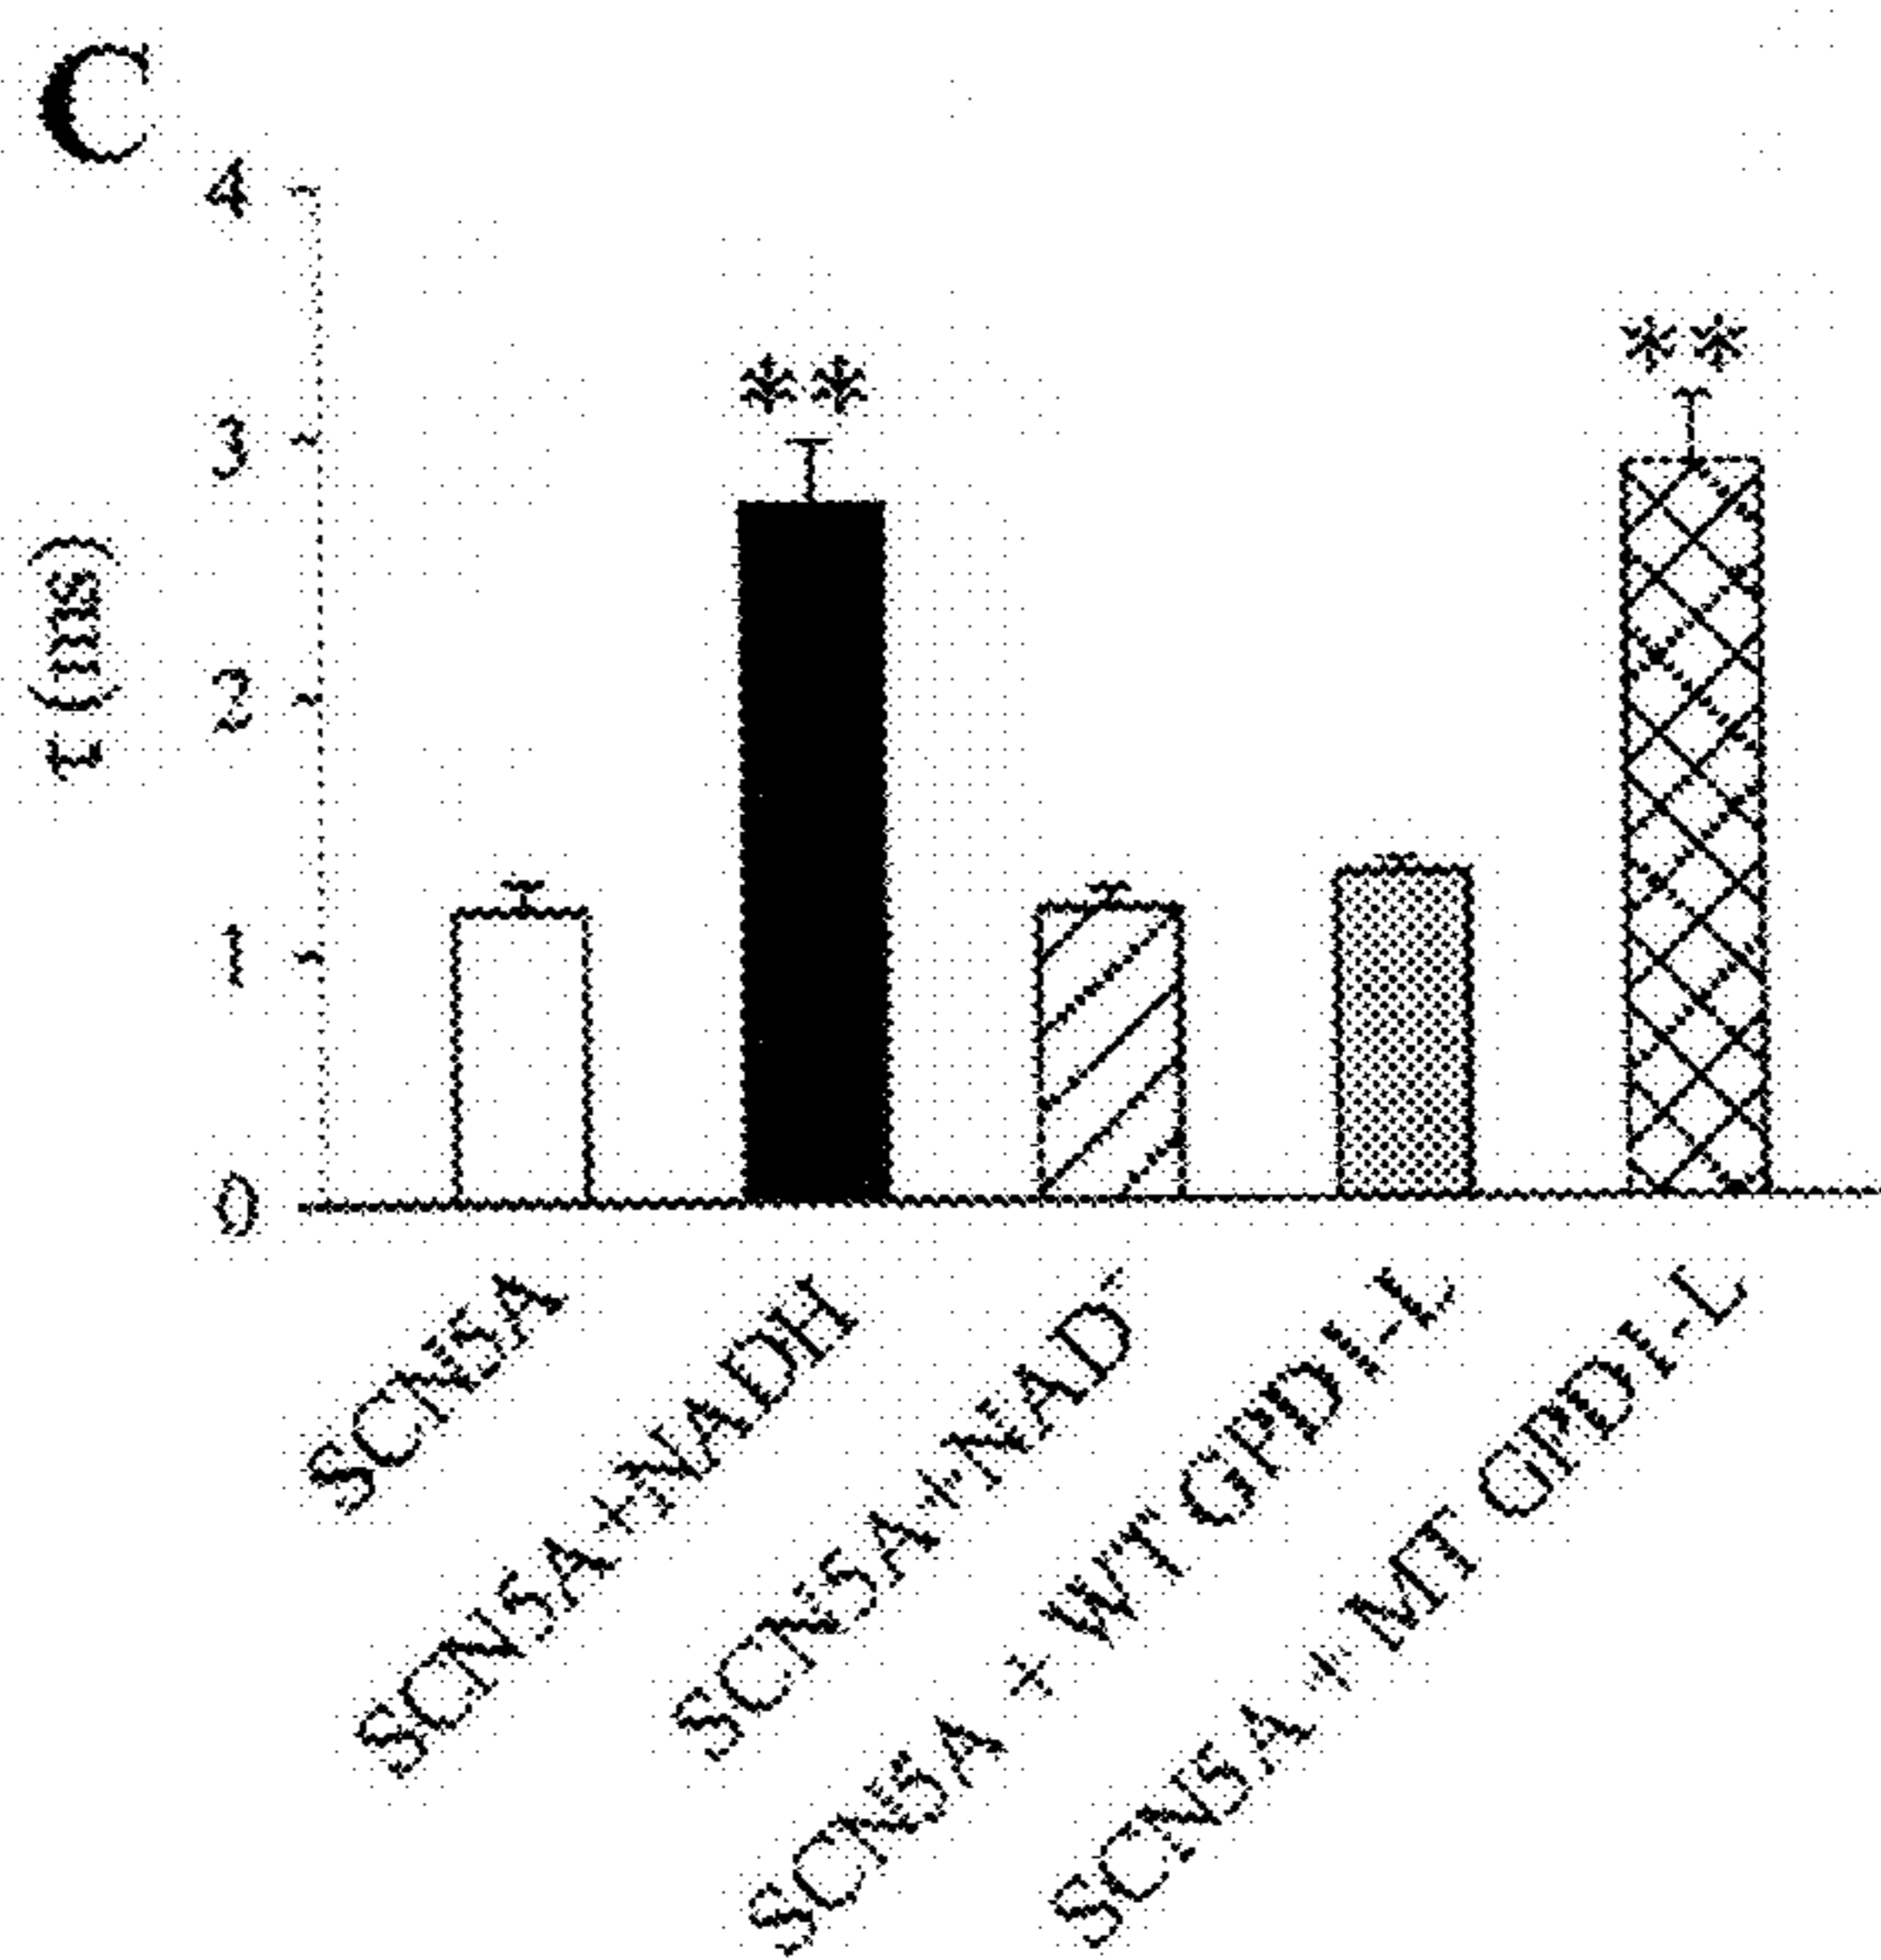 C
4
3
2
1
0
τ (ms)
**
**
SCN5A
SCN5A +NADH
SCN5A+NAD-
SCN5A + WT GPD1-L
SCN5A + MT GPD1-L